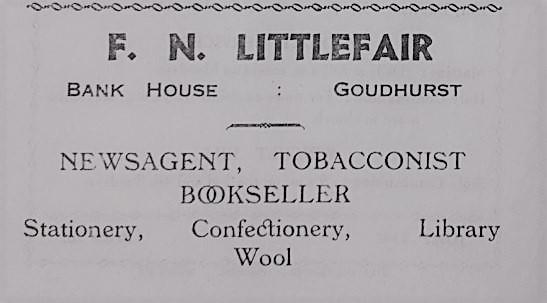 F. N. LITTLEFAIR
BANK HOUSE : GOUDHURST
NEWSAGENT, TOBACCONIST
BOOKSELLER
Stationery, Confectionery, Library
Wool